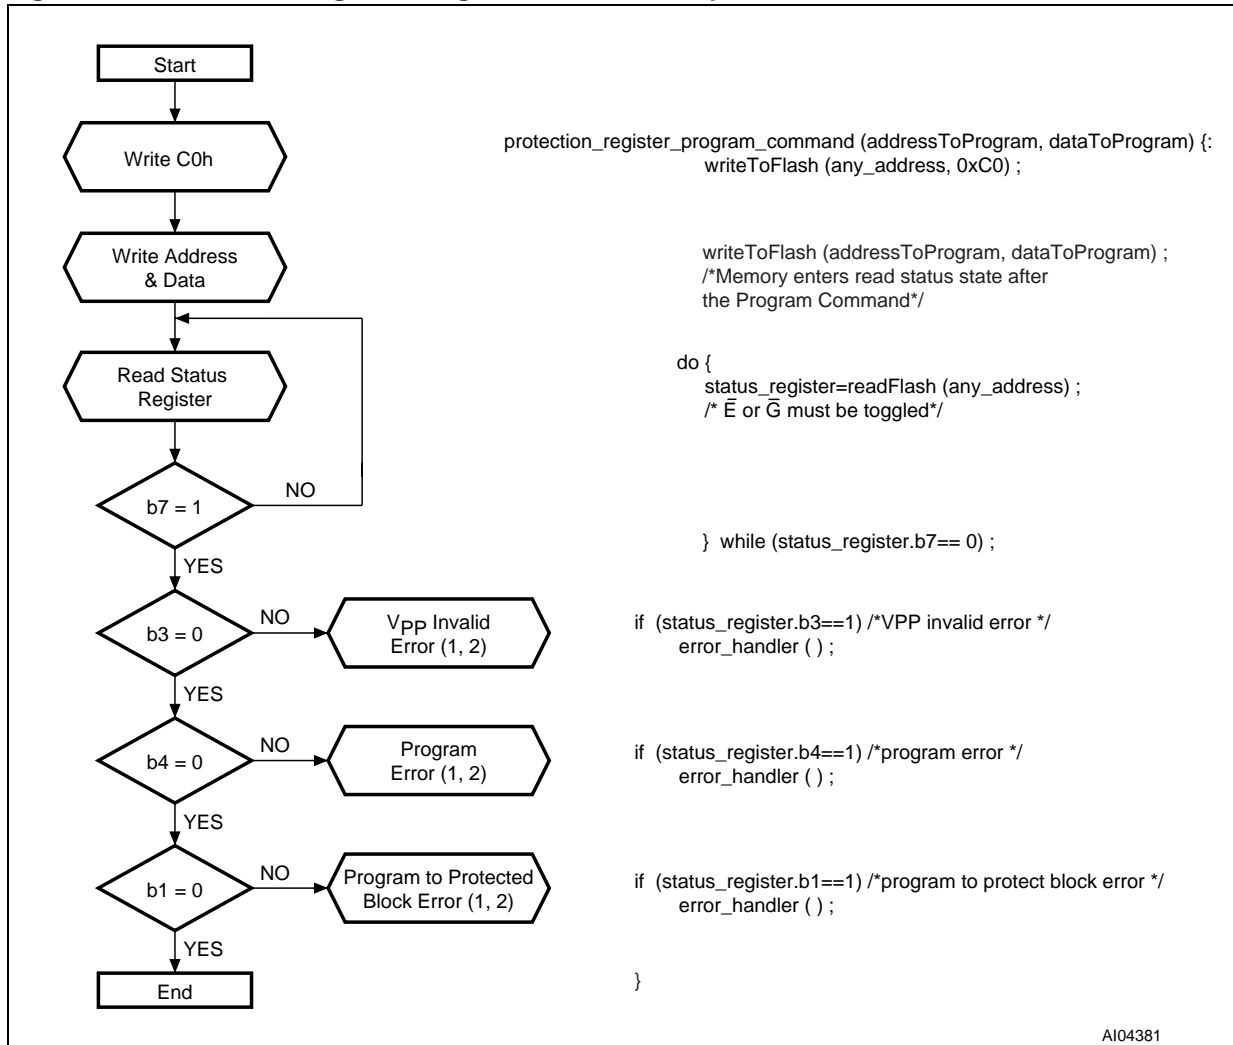 Start
Write C0h
protection_register_program_command (addressToProgram, dataToProgram) {:
writeToFlash (any_address, 0xC0) ;
Write Address
& Data
writeToFlash (addressToProgram, dataToProgram) ;
/*Memory enters read status state after
the Program Command*/
Read Status
Register
do {
status_register=readFlash (any_address) ;
/* E̅ or G̅ must be toggled*/
b7 = 1
NO
} while (status_register.b7== 0) ;
YES
b3 = 0
NO
VPP Invalid
Error (1, 2)
if (status_register.b3==1) /*VPP invalid error */
error_handler ( ) ;
YES
b4 = 0
NO
Program
Error (1, 2)
if (status_register.b4==1) /*program error */
error_handler ( ) ;
YES
b1 = 0
NO
Program to Protected
Block Error (1, 2)
if (status_register.b1==1) /*program to protect block error */
error_handler ( ) ;
YES
End
}
AI04381